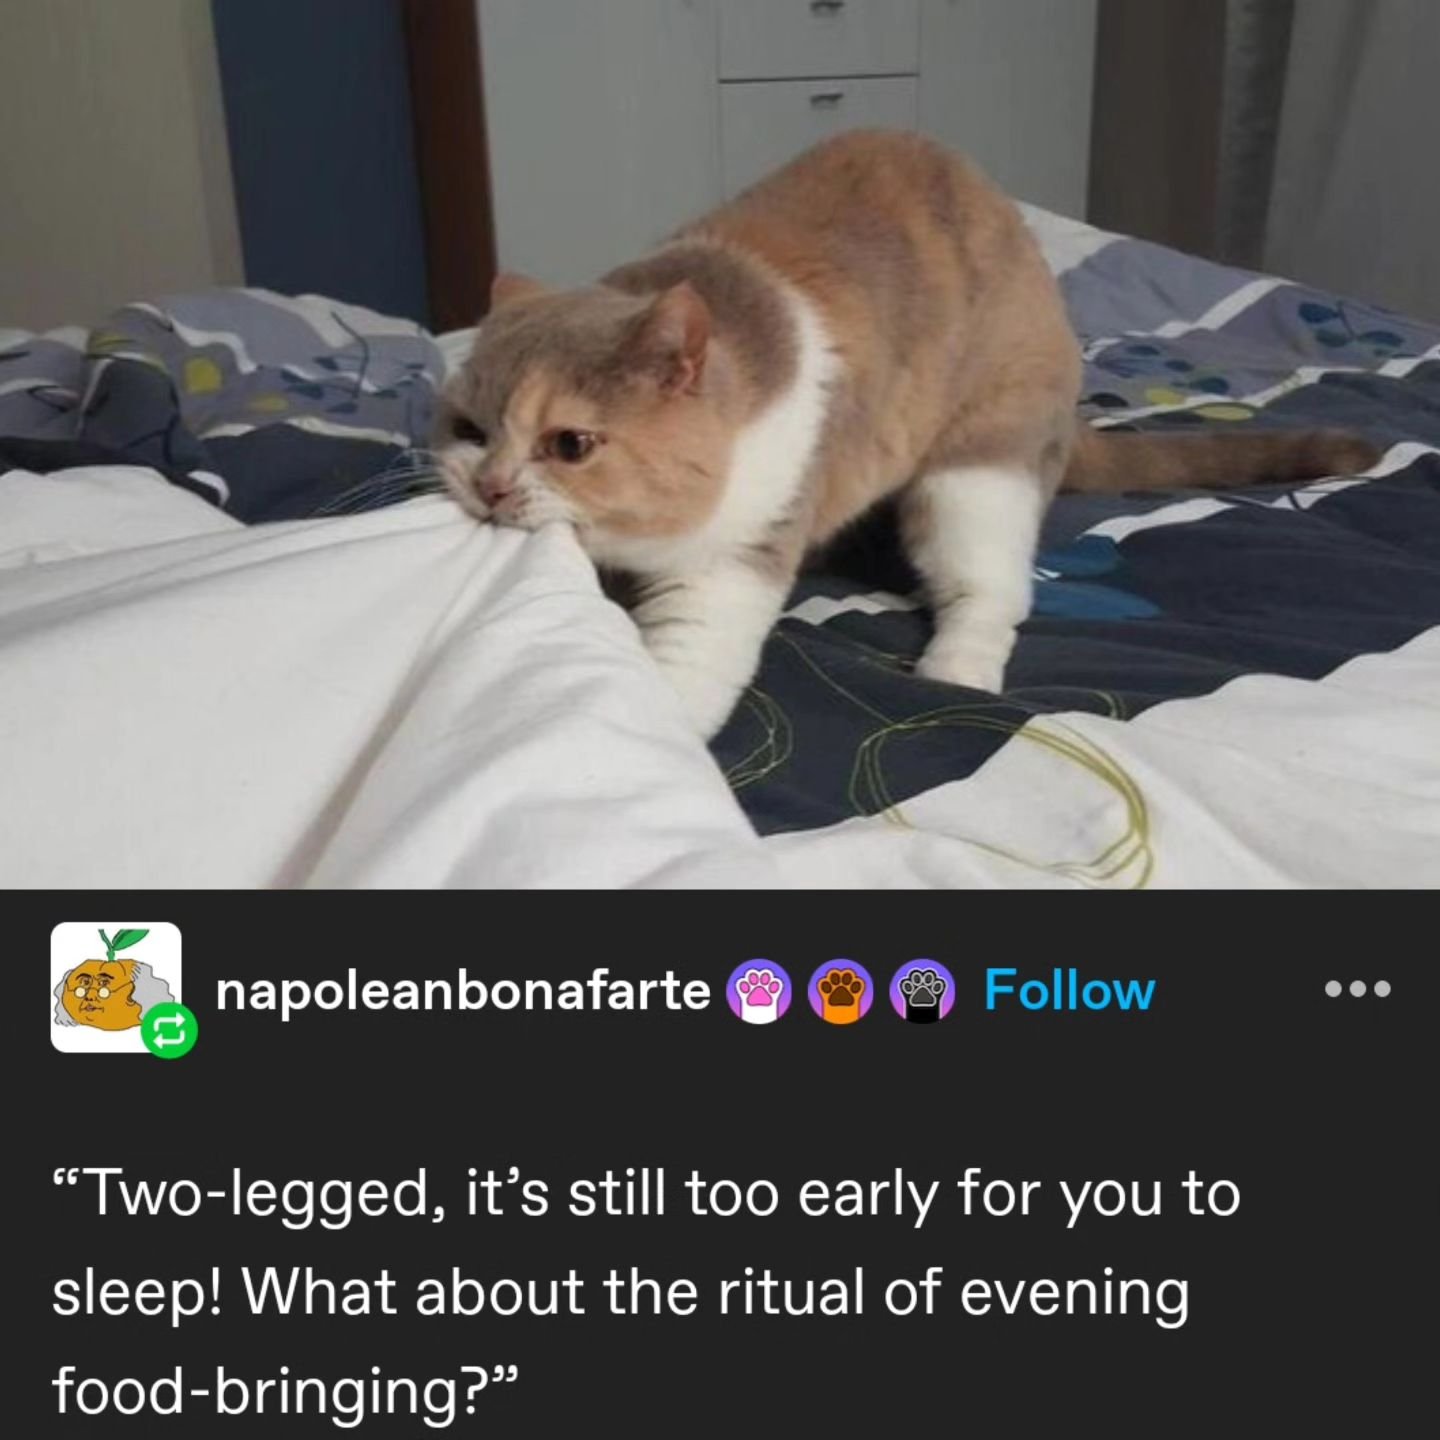 napoleanbonafarte Follow
“Two-legged, it’s still too early for you to
sleep! What about the ritual of evening
food-bringing?”